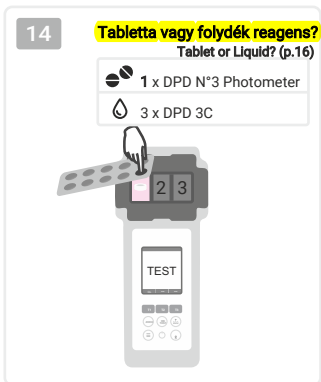 14
Tabletta vagy folydék reagens?
Tablet or Liquid? (p.16)
1 x DPD N°3 Photometer
3 x DPD 3C
2 3
TEST